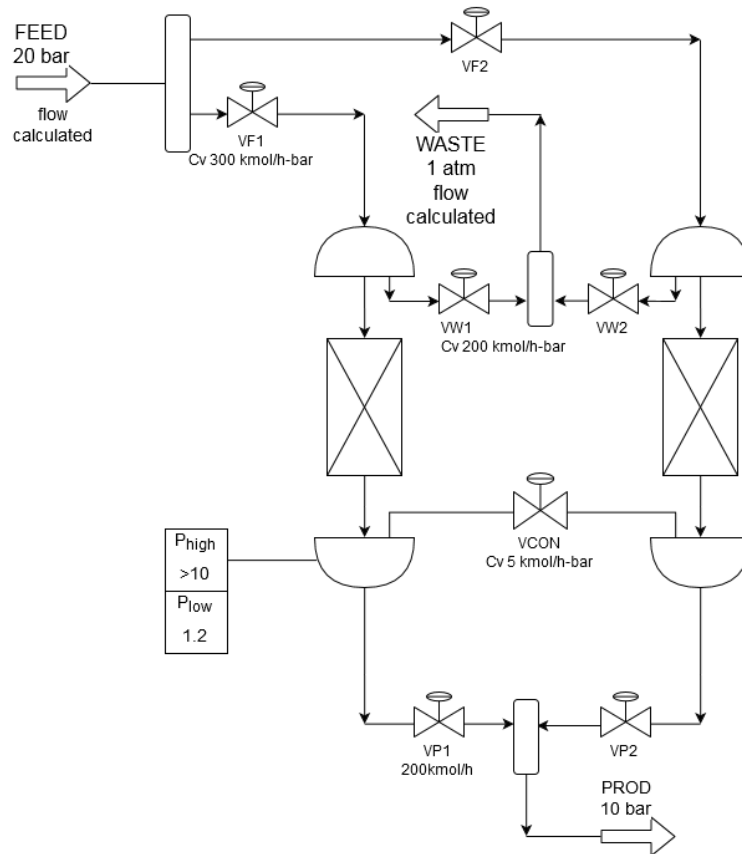 FEED
20 bar
flow
calculated
VF2
VF1
Cv 300 kmol/h-bar
WASTE
1 atm
flow
calculated
VW1
Cv 200 kmol/h-bar
VW2
VCON
Cv 5 kmol/h-bar
Phigh
>10
Plow
1.2
VP1
200kmol/h
VP2
PROD
10 bar